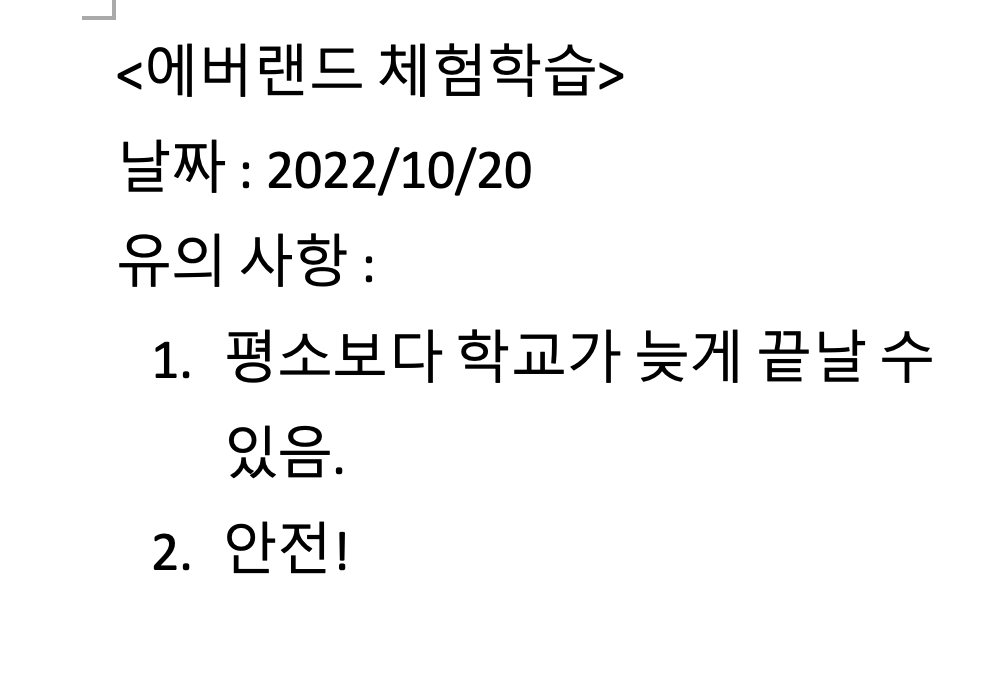 <에버랜드 체험학습>
날짜 : 2022/10/20
유의 사항 :
1. 평소보다 학교가 늦게 끝날 수
있음.
2. 안전!